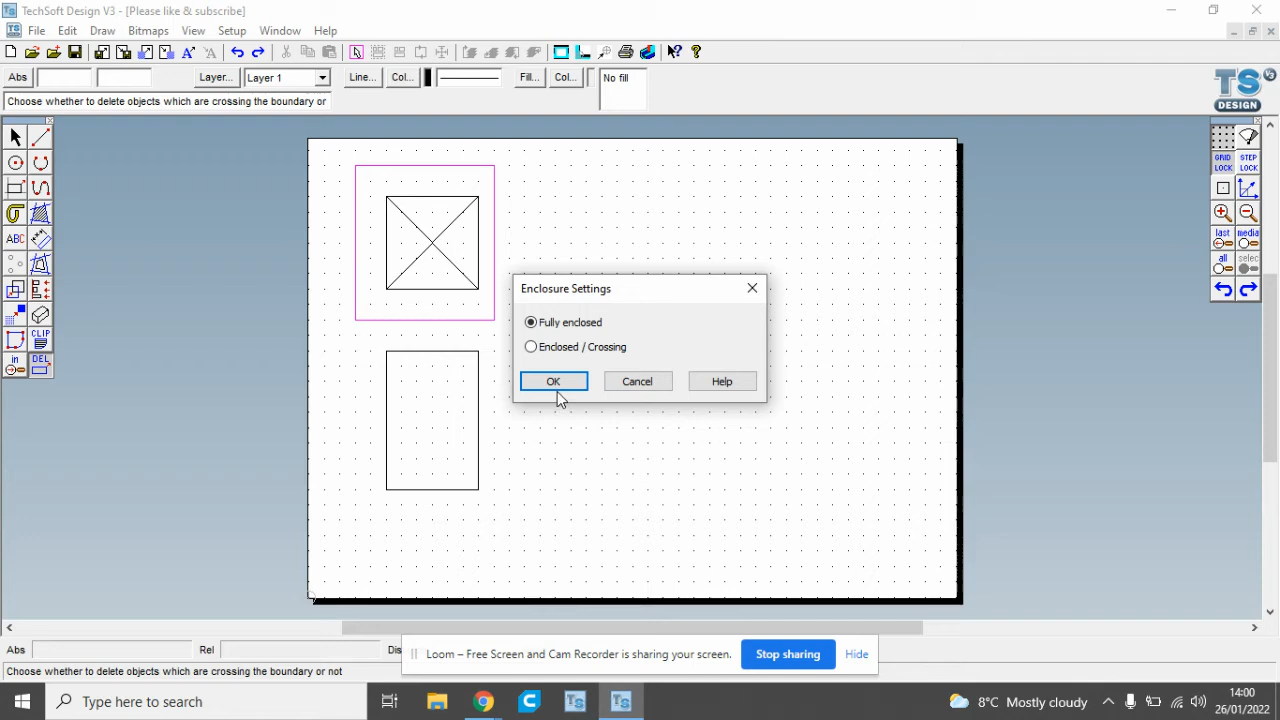 TechSoft Design V3 - [Please like & subscribe]
File Edit Draw Bitmaps View Setup Window Help
Abs Layer... Layer 1 Line... Col... Fill... Col... No fill
Choose whether to delete objects which are crossing the boundary or
TS V3
DESIGN
GRID LOCK STEP LOCK
ABC
last media
all selec
CLIP
in DEL
Enclosure Settings
Fully enclosed
Enclosed / Crossing
OK Cancel Help
Abs Rel Dis
Loom – Free Screen and Cam Recorder is sharing your screen. Stop sharing Hide
Choose whether to delete objects which are crossing the boundary or not
Type here to search
8°C Mostly cloudy
14:00
26/01/2022